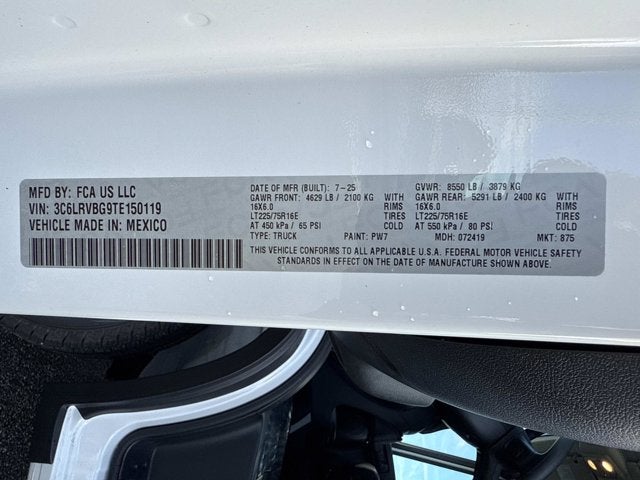 MFD BY: FCA US LLC
VIN: 3C6LRVBG9TE150119
VEHICLE MADE IN: MEXICO
DATE OF MFR (BUILT): 7-25 GVWR: 8550 LB / 3879 KG
GAWR FRONT: 4629 LB / 2100 KG WITH GAWR REAR: 5291 LB / 2400 KG WITH
16X6.0 RIMS 16X6.0 RIMS
LT225/75R16E TIRES LT225/75R16E TIRES
AT 450 kPa / 65 PSI COLD AT 550 kPa / 80 PSI COLD
TYPE: TRUCK PAINT: PW7 MDH: 072419 MKT: 875
THIS VEHICLE CONFORMS TO ALL APPLICABLE U.S.A. FEDERAL MOTOR VEHICLE SAFETY
STANDARDS IN EFFECT ON THE DATE OF MANUFACTURE SHOWN ABOVE.